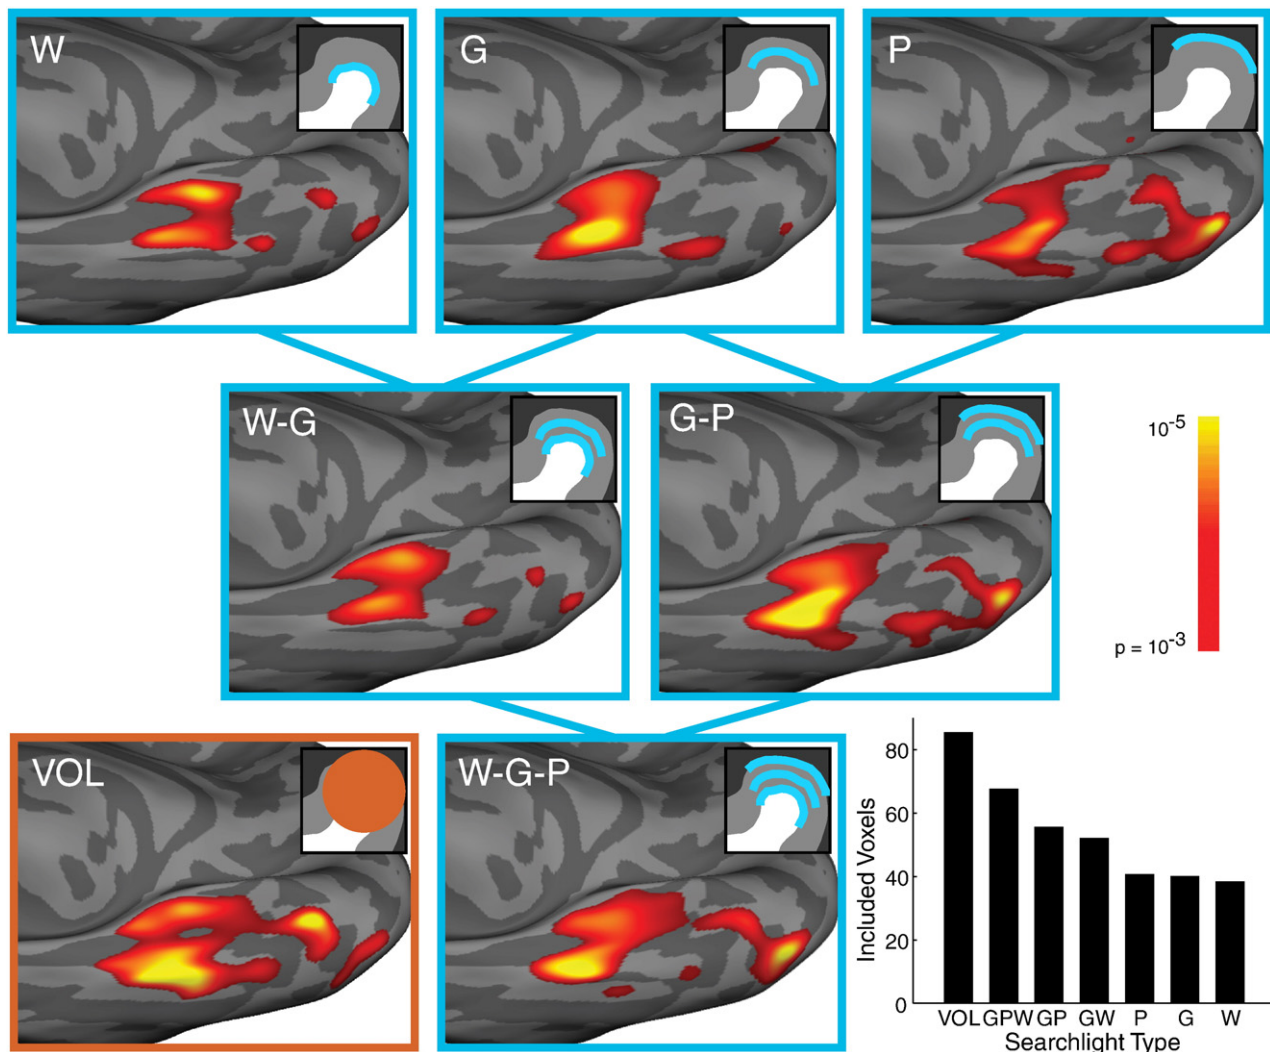 W
G
P
W-G
G-P
10^-5
p = 10^-3
VOL
W-G-P
Included Voxels
80
60
40
20
0
VOL GPW GP GW P G W
Searchlight Type